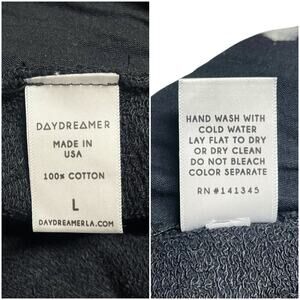 DAYDREAMER
MADE IN
USA
100% COTTON
L
DAYDREAMERLA.COM
HAND WASH WITH
COLD WATER
LAY FLAT TO DRY
OR DRY CLEAN
DO NOT BLEACH
COLOR SEPARATE
RN #141345